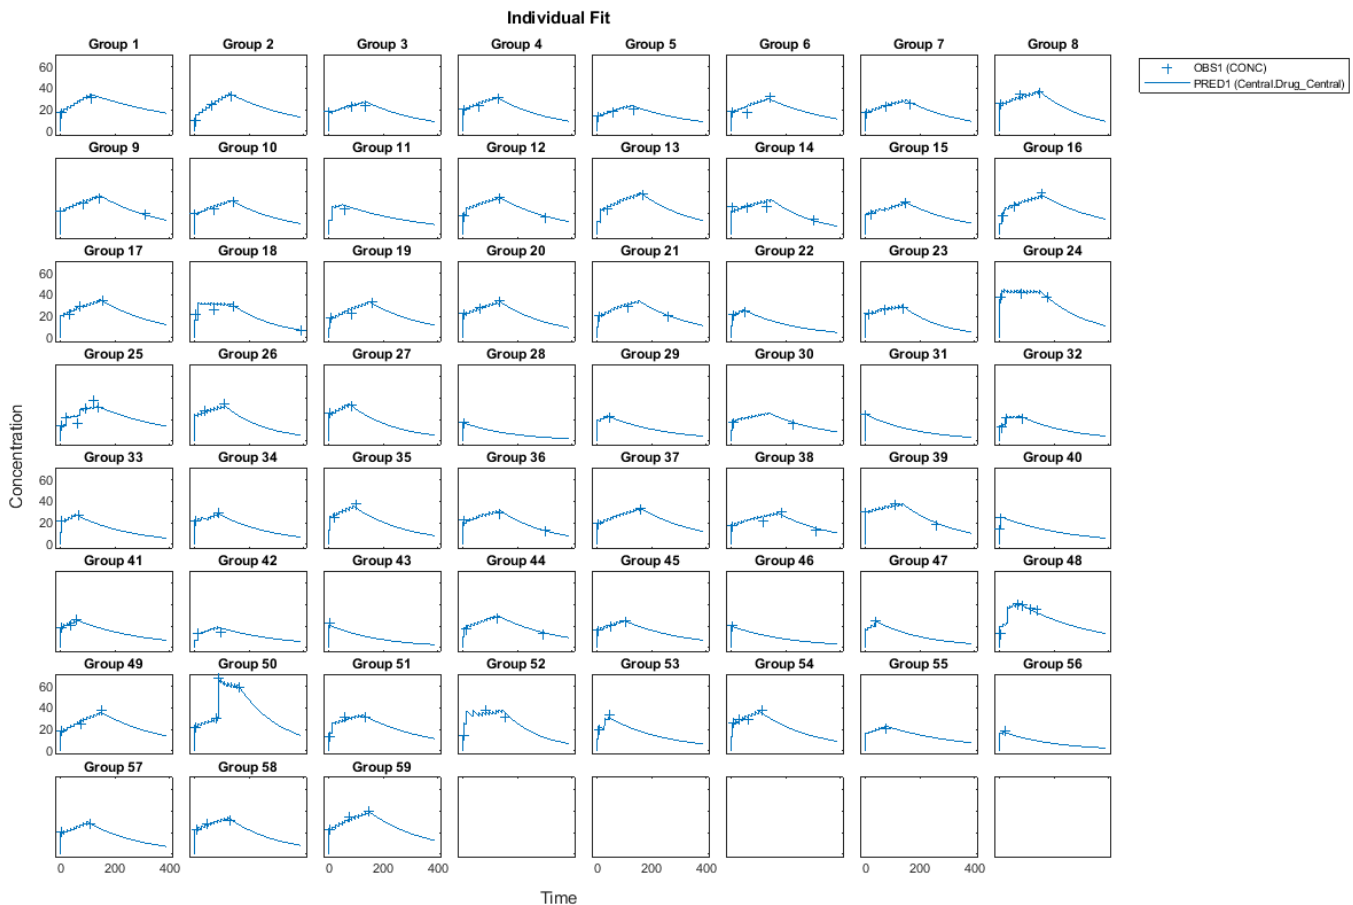 Individual Fit
Group 1 Group 2 Group 3 Group 4 Group 5 Group 6 Group 7 Group 8
OBS1 (CONC)
PRED1 (Central.Drug_Central)
60
40
20
0
Group 9 Group 10 Group 11 Group 12 Group 13 Group 14 Group 15 Group 16
Group 17 Group 18 Group 19 Group 20 Group 21 Group 22 Group 23 Group 24
60
40
20
0
Group 25 Group 26 Group 27 Group 28 Group 29 Group 30 Group 31 Group 32
Concentration
Group 33 Group 34 Group 35 Group 36 Group 37 Group 38 Group 39 Group 40
60
40
20
0
Group 41 Group 42 Group 43 Group 44 Group 45 Group 46 Group 47 Group 48
Group 49 Group 50 Group 51 Group 52 Group 53 Group 54 Group 55 Group 56
60
40
20
0
Group 57 Group 58 Group 59
0 200 400 0 200 400 0 200 400 0 200 400
Time